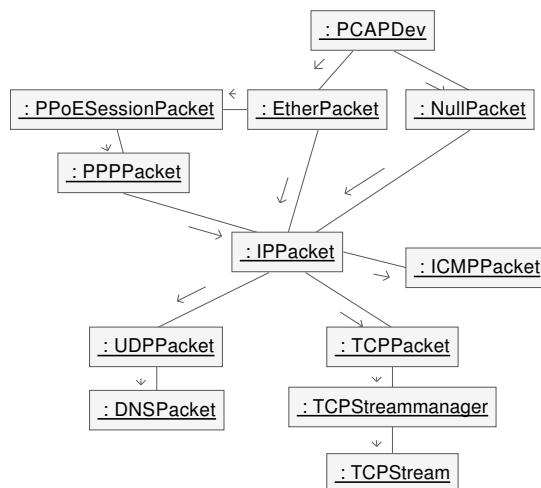 : PCAPDev
: PPoESessionPacket
: EtherPacket
: NullPacket
: PPPPacket
: IPPacket
: ICMPPacket
: UDPPacket
: TCPPacket
: DNSPacket
: TCPStreammanager
: TCPStream